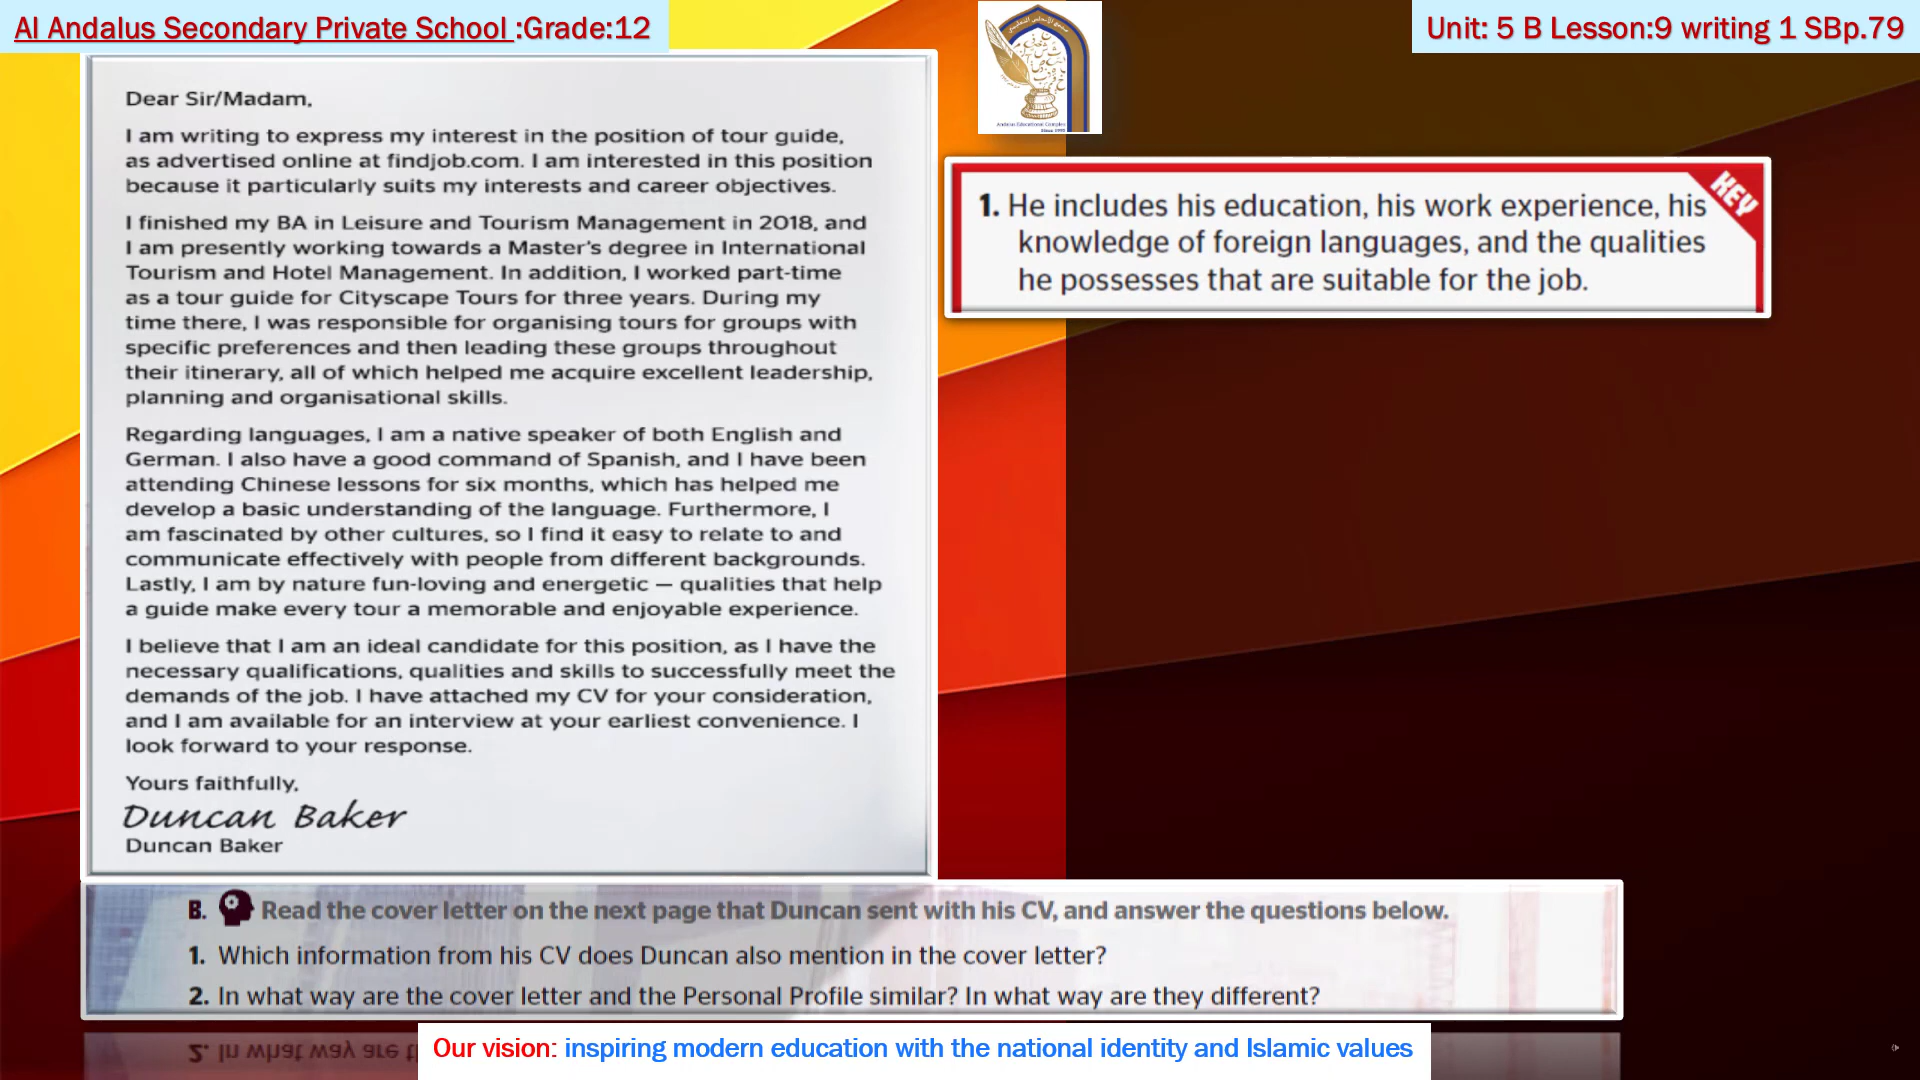 Al Andalus Secondary Private School :Grade:12
Unit: 5 B Lesson:9 writing 1 SBp.79
Andalus Educational Complex
Since 1999
Dear Sir/Madam,
I am writing to express my interest in the position of tour guide,
as advertised online at findjob.com. I am interested in this position
because it particularly suits my interests and career objectives.
I finished my BA in Leisure and Tourism Management in 2018, and
I am presently working towards a Master's degree in International
Tourism and Hotel Management. In addition, I worked part-time
as a tour guide for Cityscape Tours for three years. During my
time there, I was responsible for organising tours for groups with
specific preferences and then leading these groups throughout
their itinerary, all of which helped me acquire excellent leadership,
planning and organisational skills.
Regarding languages, I am a native speaker of both English and
German. I also have a good command of Spanish, and I have been
attending Chinese lessons for six months, which has helped me
develop a basic understanding of the language. Furthermore, I
am fascinated by other cultures, so I find it easy to relate to and
communicate effectively with people from different backgrounds.
Lastly, I am by nature fun-loving and energetic — qualities that help
a guide make every tour a memorable and enjoyable experience.
I believe that I am an ideal candidate for this position, as I have the
necessary qualifications, qualities and skills to successfully meet the
demands of the job. I have attached my CV for your consideration,
and I am available for an interview at your earliest convenience. I
look forward to your response.
Yours faithfully,
Duncan Baker
Duncan Baker
KEY
1. He includes his education, his work experience, his
knowledge of foreign languages, and the qualities
he possesses that are suitable for the job.
B. Read the cover letter on the next page that Duncan sent with his CV, and answer the questions below.
1. Which information from his CV does Duncan also mention in the cover letter?
2. In what way are the cover letter and the Personal Profile similar? In what way are they different?
Our vision: inspiring modern education with the national identity and Islamic values